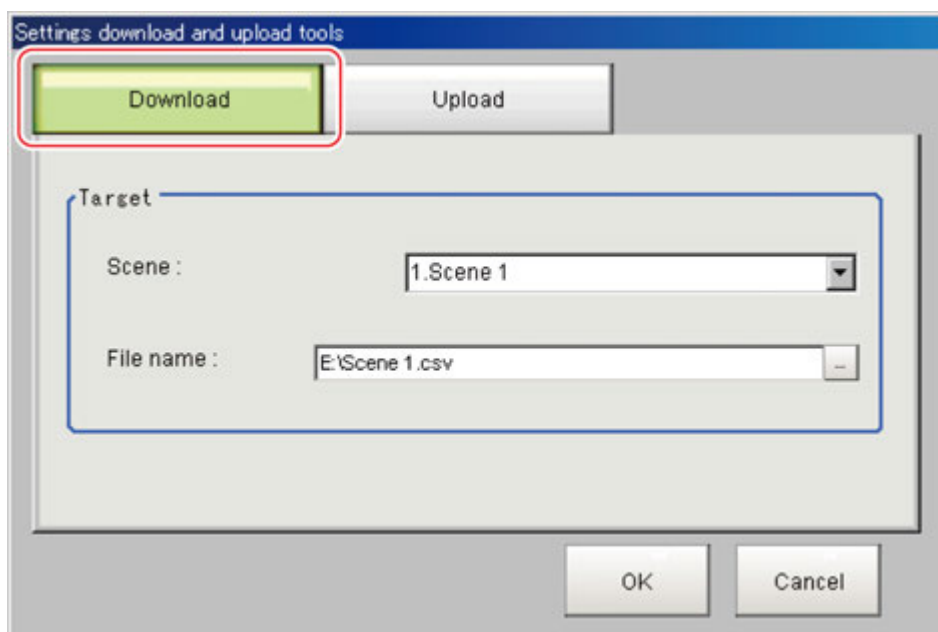 Settings download and upload tools
Download Upload
Target
Scene : 1.Scene 1
File name : E:\Scene 1.csv ...
OK Cancel